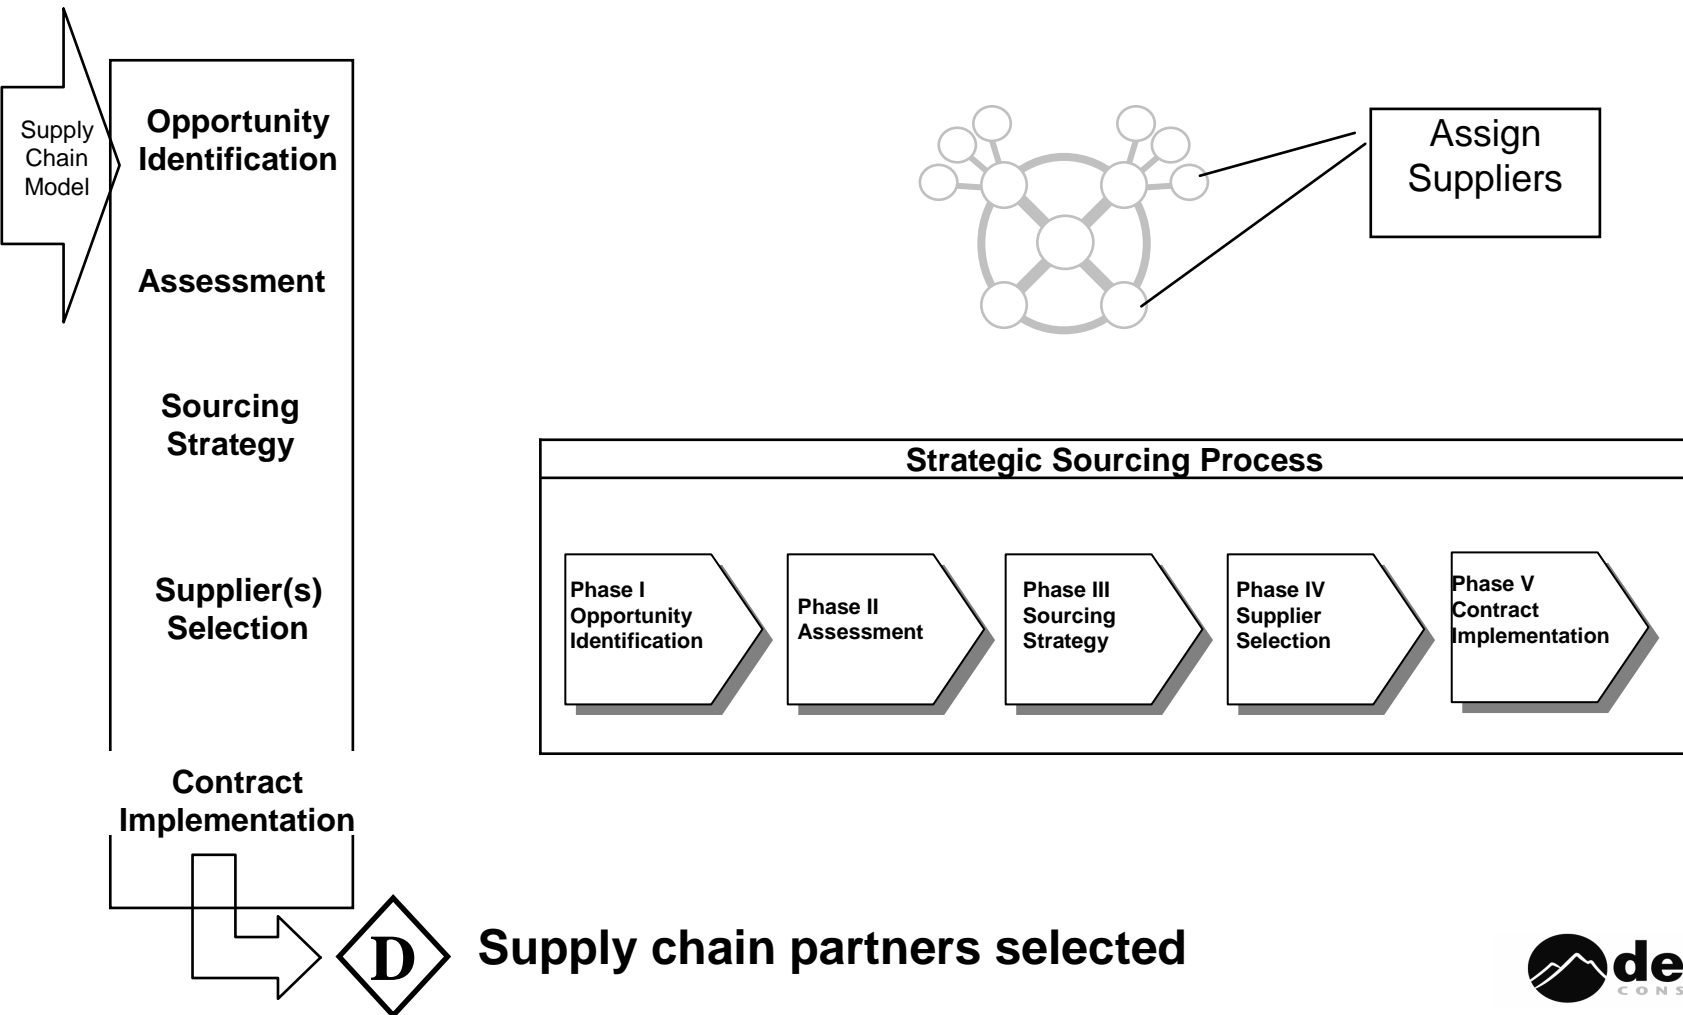 Supply
Chain
Model
Opportunity
Identification
Assessment
Sourcing
Strategy
Supplier(s)
Selection
Contract
Implementation
Assign
Suppliers
Strategic Sourcing Process
Phase I
Opportunity
Identification
Phase II
Assessment
Phase III
Sourcing
Strategy
Phase IV
Supplier
Selection
Phase V
Contract
Implementation
D
Supply chain partners selected
de
CONS